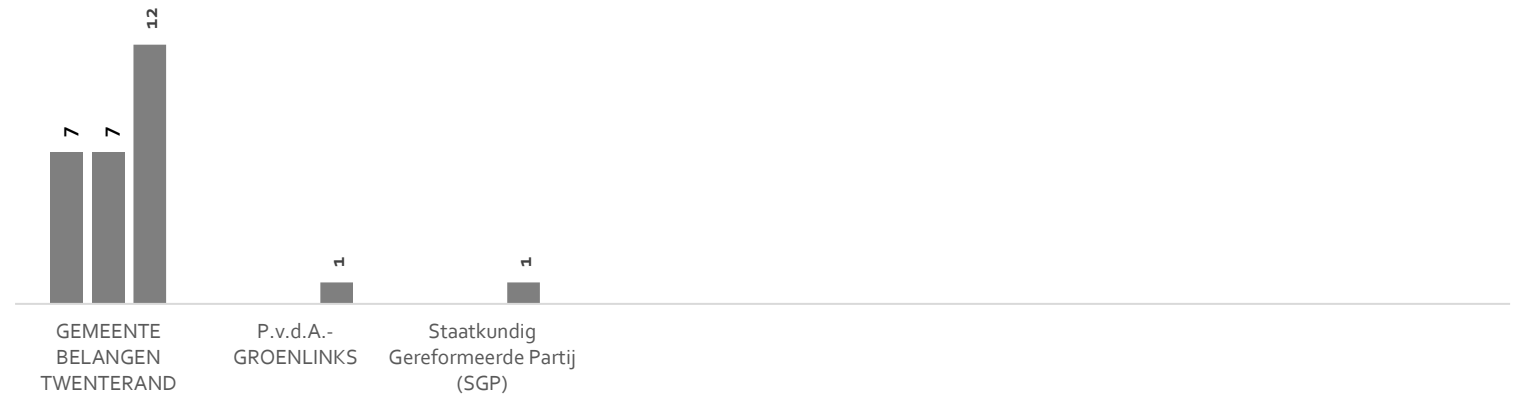 12
7
7
1
1
GEMEENTE
BELANGEN
TWENTERAND
P.v.d.A.-
GROENLINKS
Staatkundig
Gereformeerde Partij
(SGP)